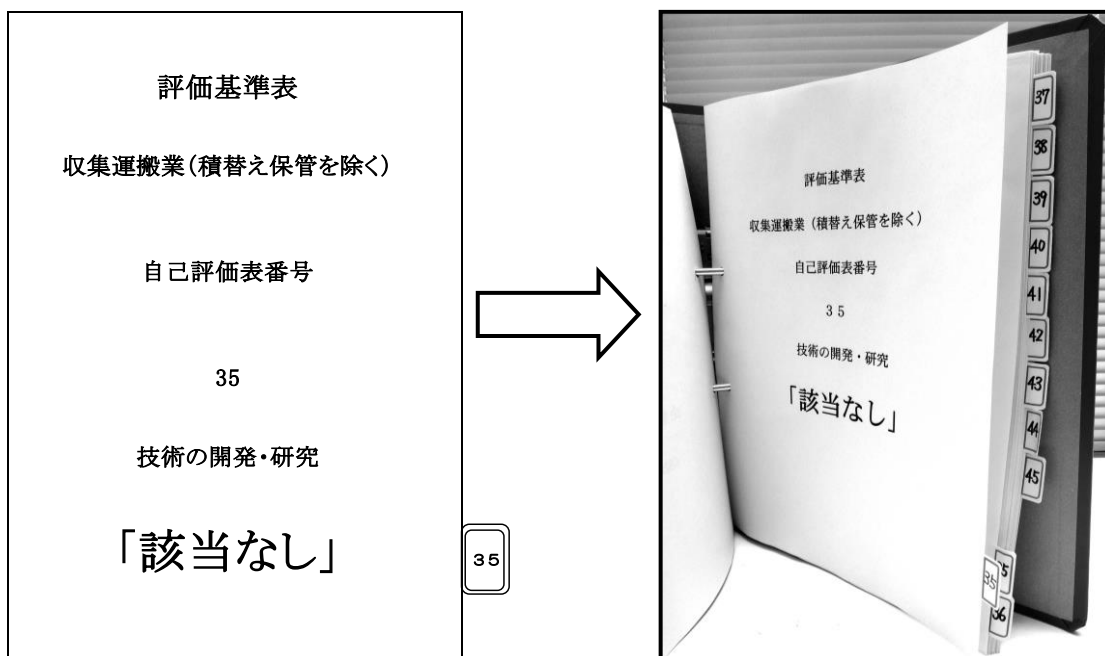 評価基準表
収集運搬業（積替え保管を除く）
自己評価表番号
35
技術の開発・研究
「該当なし」
35
評価基準表
収集運搬業（積替え保管を除く）
自己評価表番号
３５
技術の開発・研究
「該当なし」
37
38
39
40
41
42
43
44
45
35
36